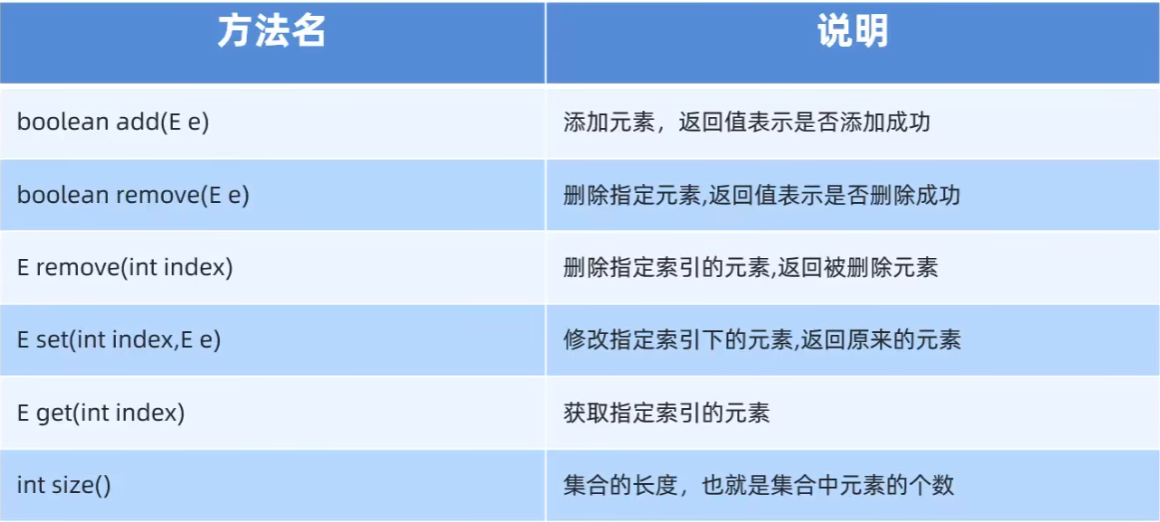 方法名 说明
boolean add(E e) 添加元素，返回值表示是否添加成功
boolean remove(E e) 删除指定元素,返回值表示是否删除成功
E remove(int index) 删除指定索引的元素,返回被删除元素
E set(int index,E e) 修改指定索引下的元素,返回原来的元素
E get(int index) 获取指定索引的元素
int size() 集合的长度，也就是集合中元素的个数